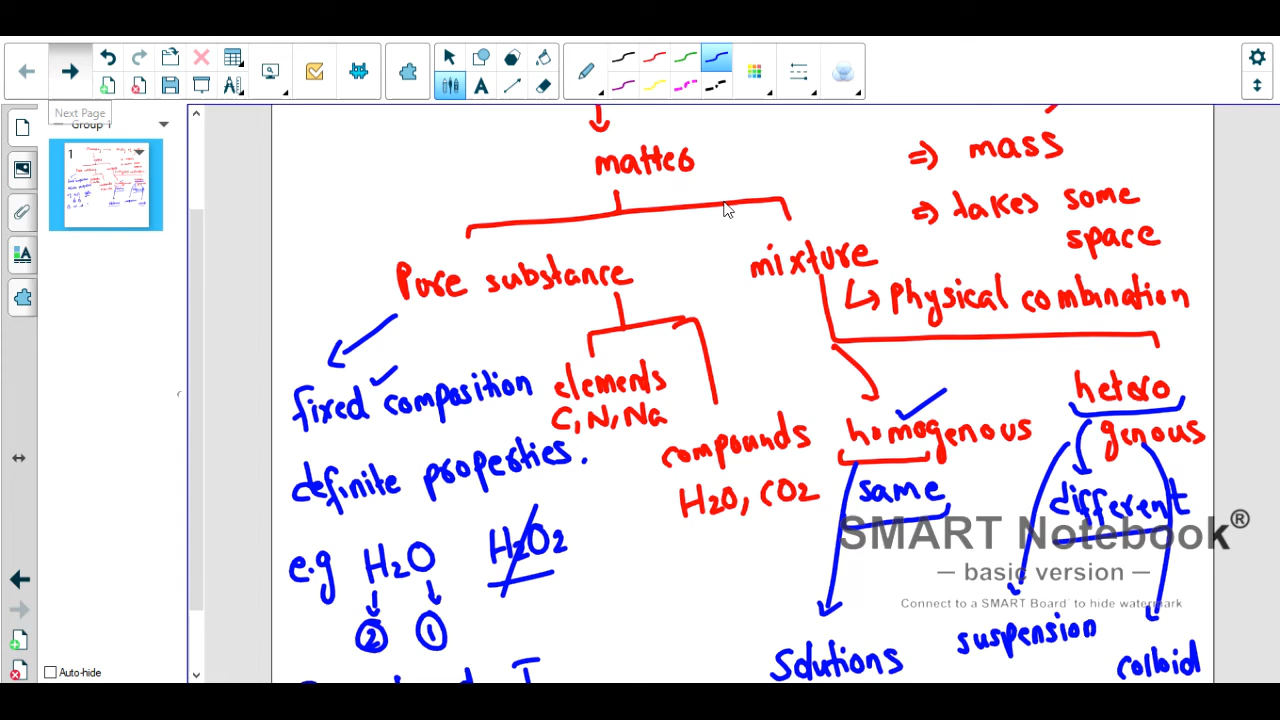 Next Page
Group 1
1
matter
⇒ mass
⇒ takes some
space
Pure substance
mixture
↳ physical combination
fixed composition
elements
C, N, Na
compounds
H2O, CO2
homogenous
hetero
genous
same
different
definite properties.
e.g H2O
H2O2
2 1
SMART Notebook®
— basic version —
Connect to a SMART Board™ to hide watermark
solutions
suspension
colloid
Auto-hide